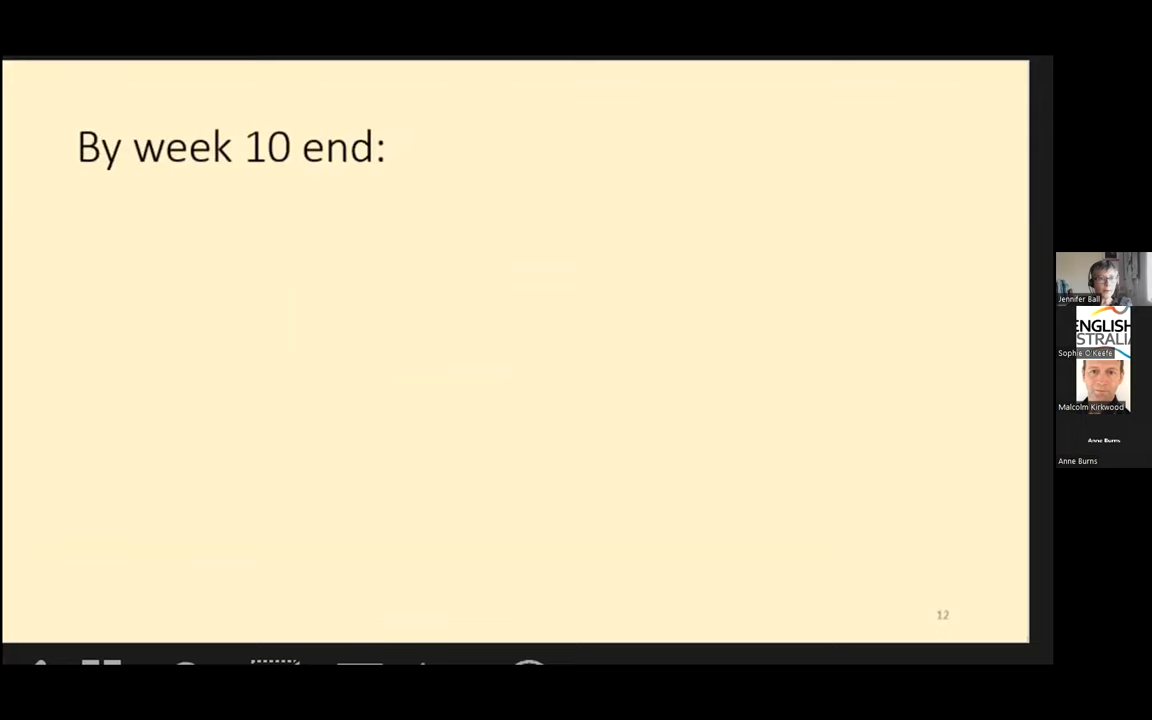 By week 10 end:
12
Jennifer Ball
ENGLISH
STRALIA
Sophie O Keefe
Malcolm Kirkwood
Anne Burns
Anne Burns